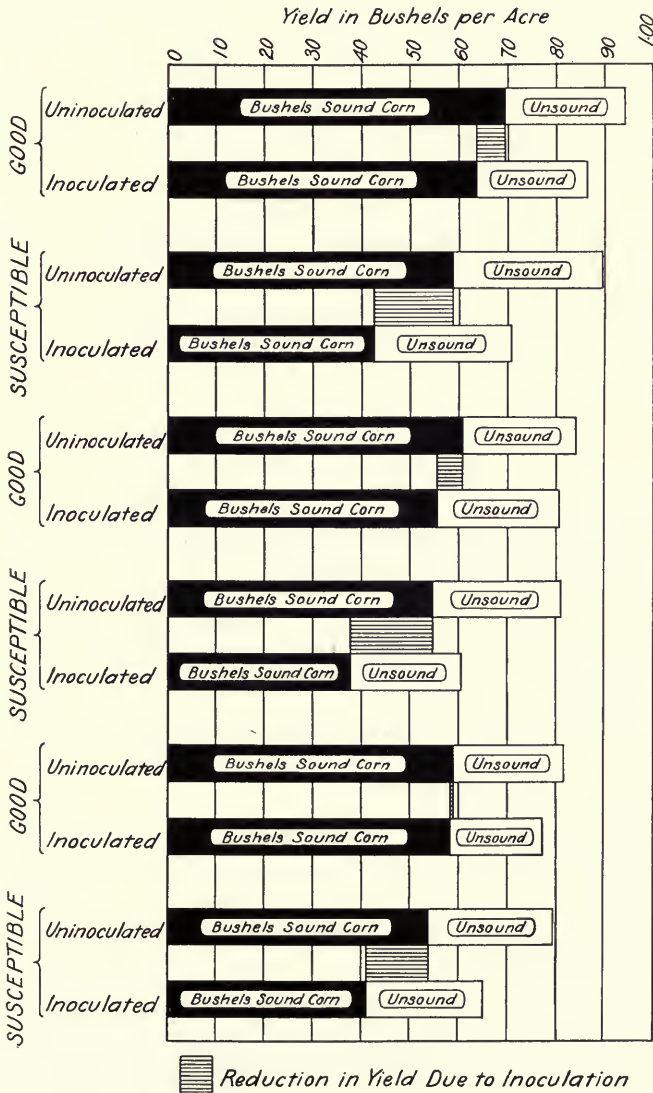 Yield in Bushels per Acre
0 10 20 30 40 50 60 70 80 90 1.00
GOOD
Uninoculated Bushels Sound Corn Unsound
Inoculated Bushels Sound Corn Unsound
SUSCEPTIBLE
Uninoculated Bushels Sound Corn Unsound
Inoculated Bushels Sound Corn Unsound
GOOD
Uninoculated Bushels Sound Corn Unsound
Inoculated Bushels Sound Corn Unsound
SUSCEPTIBLE
Uninoculated Bushels Sound Corn Unsound
Inoculated Bushels Sound Corn Unsound
GOOD
Uninoculated Bushels Sound Corn Unsound
Inoculated Bushels Sound Corn Unsound
SUSCEPTIBLE
Uninoculated Bushels Sound Corn Unsound
Inoculated Bushels Sound Corn Unsound
Reduction in Yield Due to Inoculation